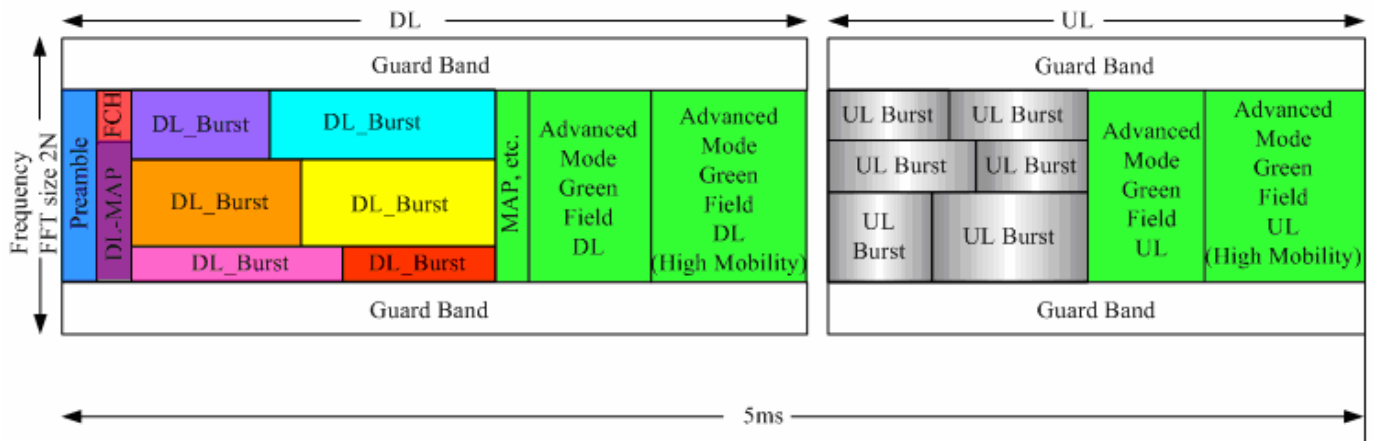 DL
UL
Frequency
FFT size 2N
Guard Band
Guard Band
Preamble
FCH
DL-MAP
DL_Burst
DL_Burst
DL_Burst
DL_Burst
DL_Burst
DL_Burst
MAP, etc.
Advanced
Mode
Green
Field
DL
Advanced
Mode
Green
Field
DL
(High Mobility)
UL Burst
UL Burst
UL Burst
UL Burst
UL
Burst
UL Burst
Advanced
Mode
Green
Field
UL
Advanced
Mode
Green
Field
UL
(High Mobility)
Guard Band
Guard Band
5ms